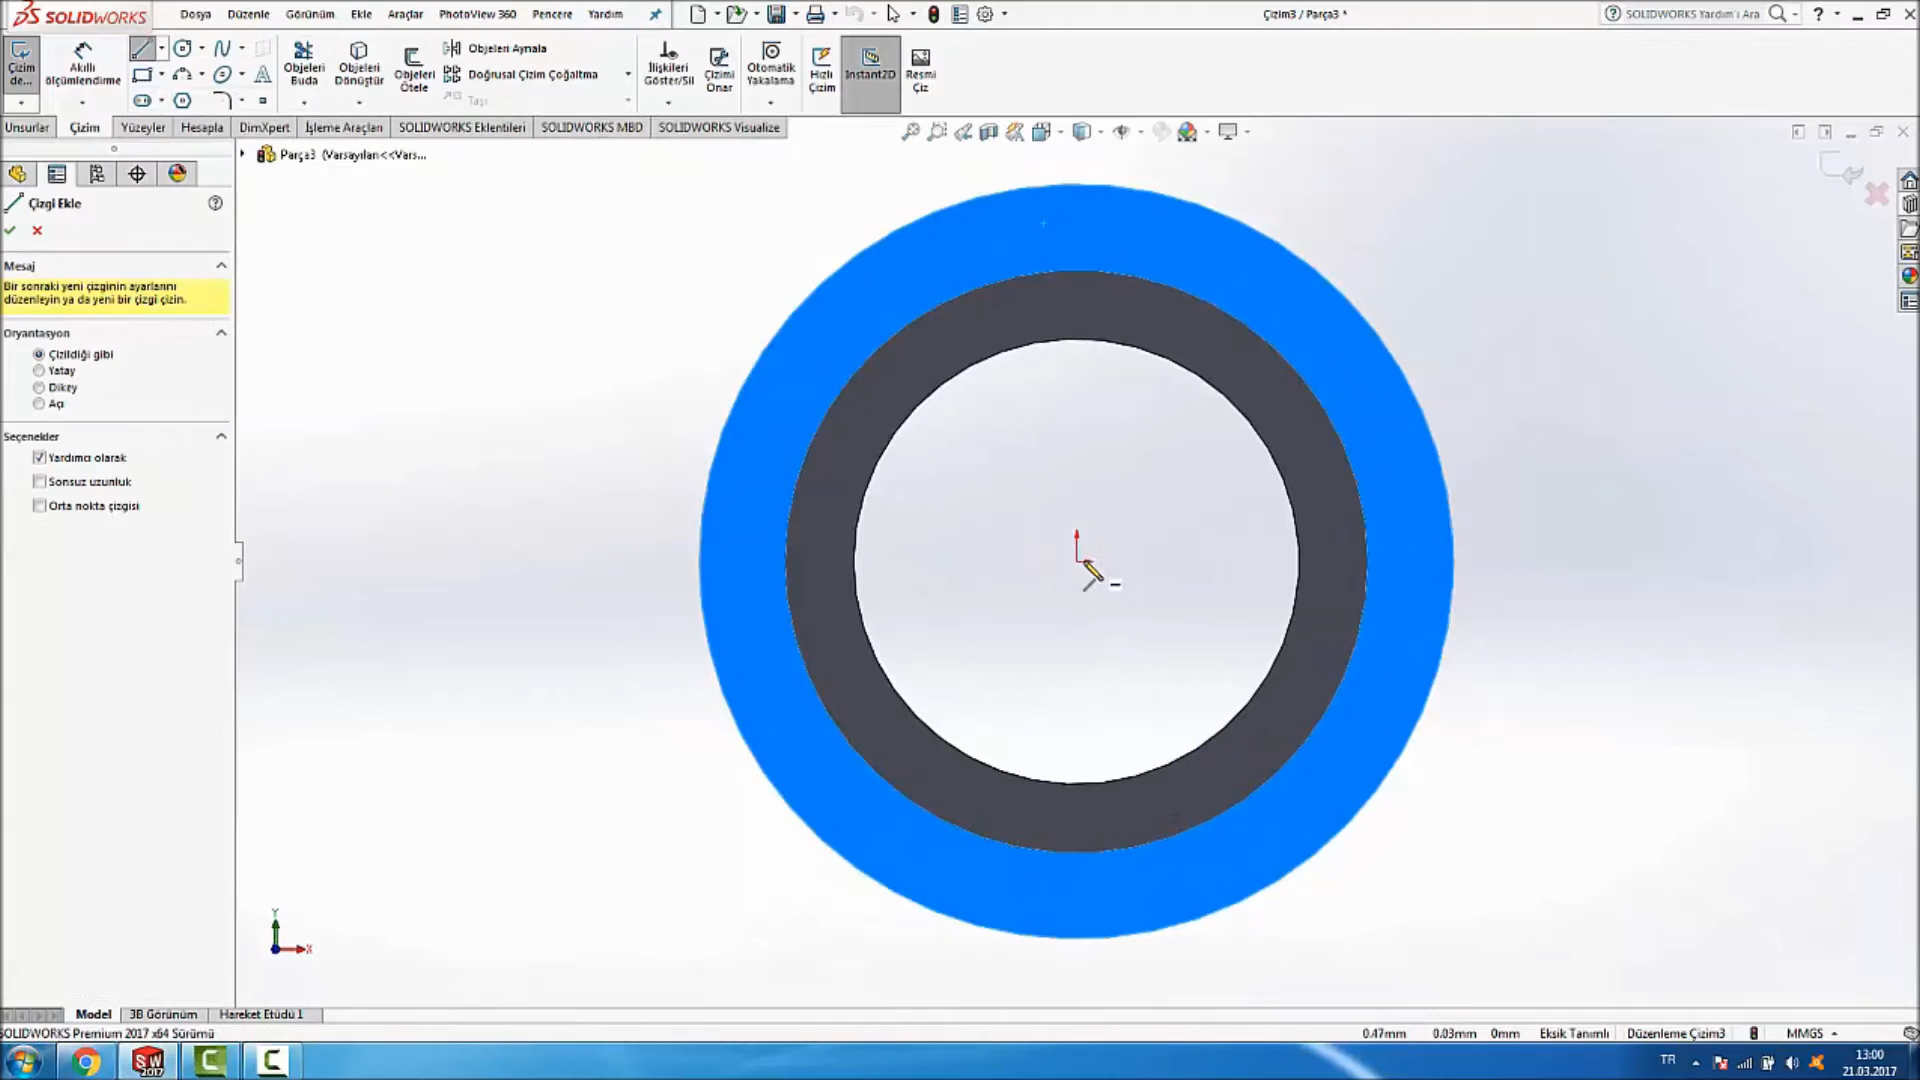 SOLIDWORKS Dosya Düzenle Görünüm Ekle Araçlar PhotoView 360 Pencere Yardım Çizim3 / Parça3 * SOLIDWORKS Yardım'ı Ara ?
Çizim de... Akıllı ölçümlendirme Objeleri Buda Objeleri Dönüştür Objeleri Ötele Objeleri Aynala Doğrusal Çizim Çoğaltma Taşı İlişkileri Göster/Sil Çizimi Onar Otomatik Yakalama Hızlı Çizim Instant2D Resmi Çiz
Unsurlar Çizim Yüzeyler Hesapla DimXpert İşleme Araçları SOLIDWORKS Eklentileri SOLIDWORKS MBD SOLIDWORKS Visualize
Parça3 (Varsayılan<<Vars...
Çizgi Ekle
Mesaj
Bir sonraki yeni çizginin ayarlarını
düzenleyin ya da yeni bir çizgi çizin.
Oryantasyon
Çizildiği gibi
Yatay
Dikey
Açı
Seçenekler
Yardımcı olarak
Sonsuz uzunluk
Orta nokta çizgisi
Y
X
Model 3B Görünüm Hareket Etüdü 1
SOLIDWORKS Premium 2017 x64 Sürümü 0.47mm 0.03mm 0mm Eksik Tanımlı Düzenleme Çizim3 MMGS
SW 2017 TR 13:00
21.03.2017